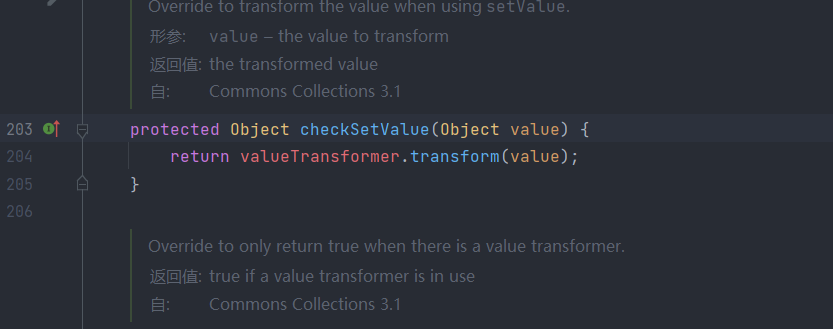 Override to transform the value when using setValue.
形参: value – the value to transform
返回值: the transformed value
自: Commons Collections 3.1
203 protected Object checkSetValue(Object value) {
204 return valueTransformer.transform(value);
205 }
206
Override to only return true when there is a value transformer.
返回值: true if a value transformer is in use
自: Commons Collections 3.1